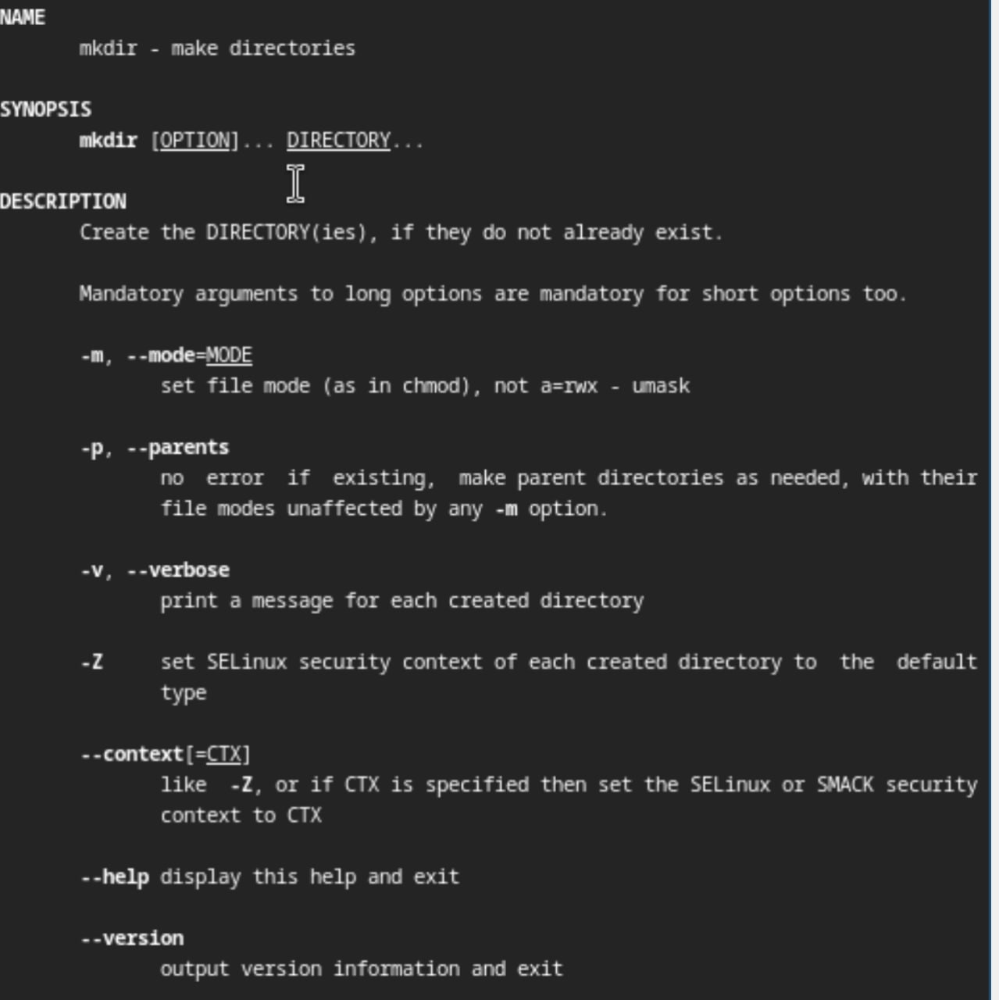 NAME
mkdir - make directories
SYNOPSIS
mkdir [OPTION]... DIRECTORY...
DESCRIPTION
Create the DIRECTORY(ies), if they do not already exist.
Mandatory arguments to long options are mandatory for short options too.
-m, --mode=MODE
set file mode (as in chmod), not a=rwx - umask
-p, --parents
no  error  if  existing,  make parent directories as needed, with their
file modes unaffected by any -m option.
-v, --verbose
print a message for each created directory
-Z     set SELinux security context of each created directory to  the  default
type
--context[=CTX]
like  -Z, or if CTX is specified then set the SELinux or SMACK security
context to CTX
--help display this help and exit
--version
output version information and exit